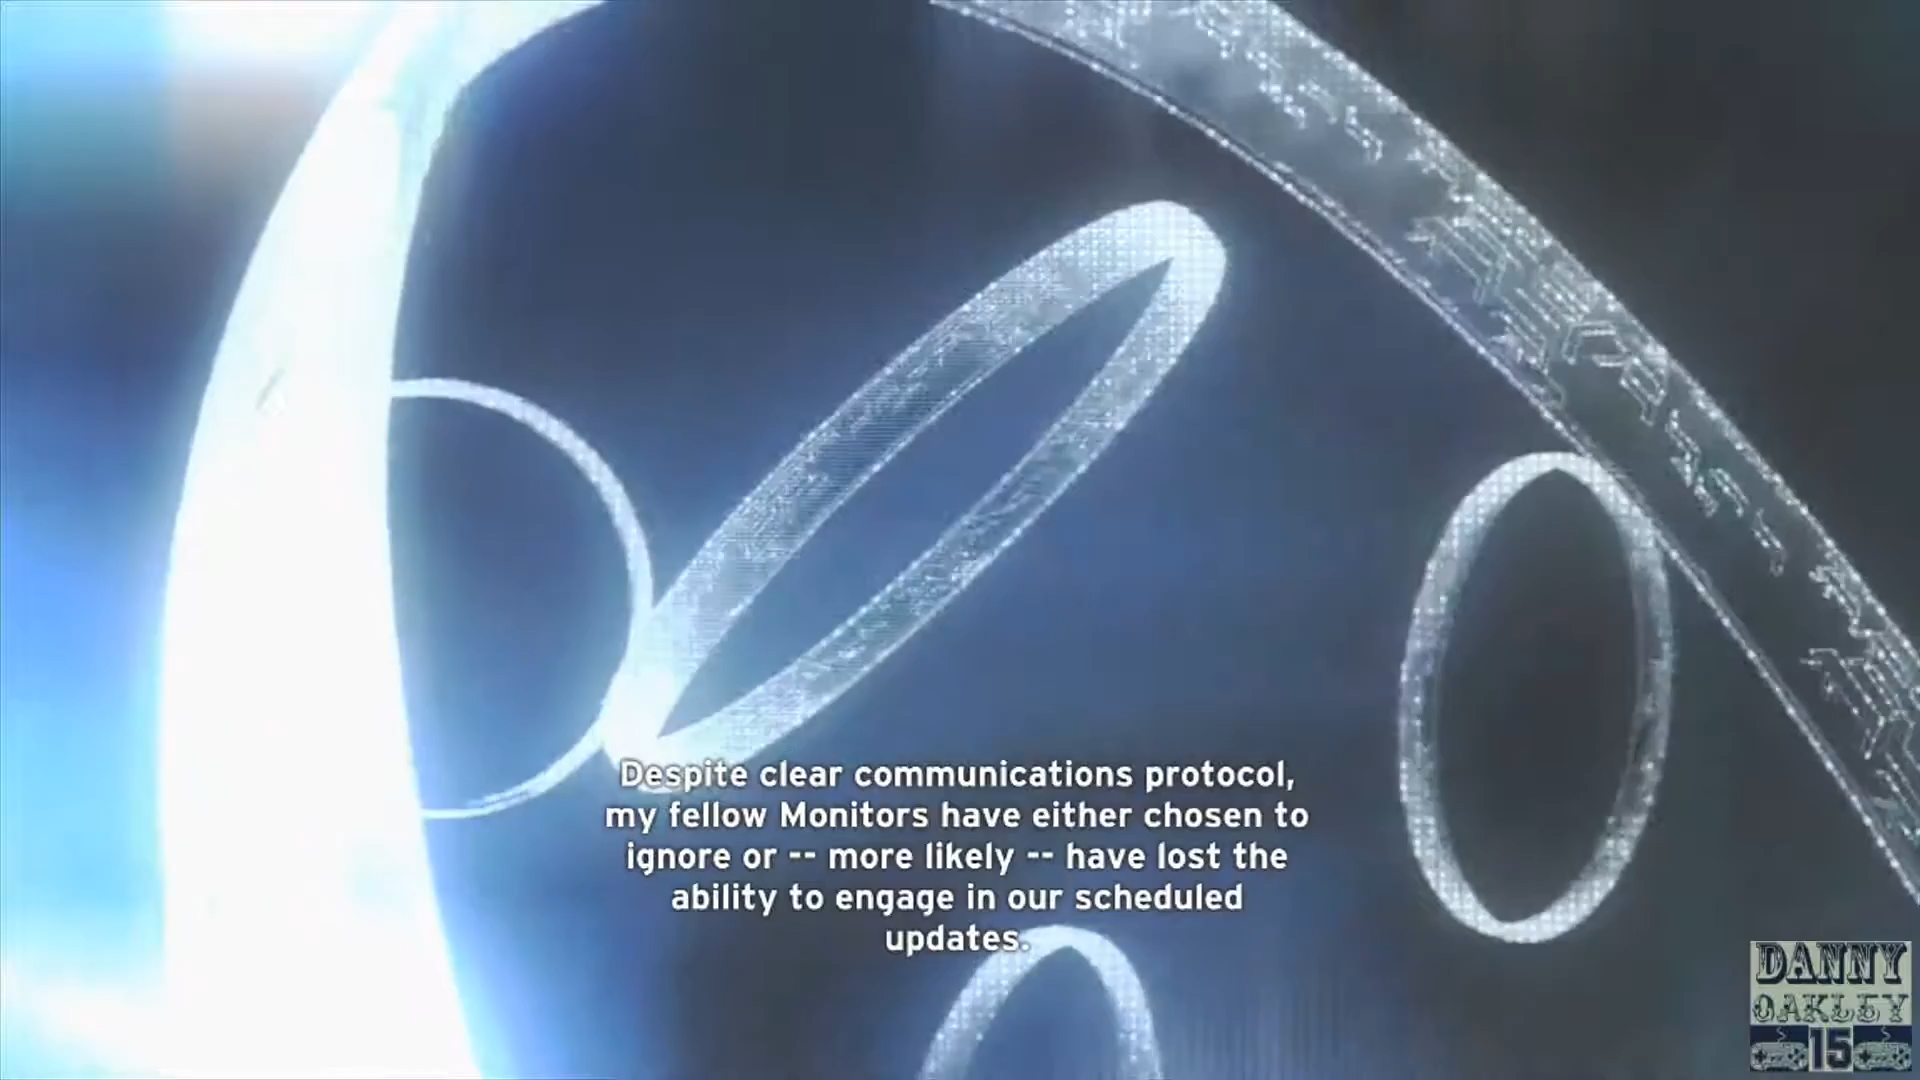 Despite clear communications protocol,
my fellow Monitors have either chosen to
ignore or -- more likely -- have lost the
ability to engage in our scheduled
updates.
DANNY
OAKLEY
15